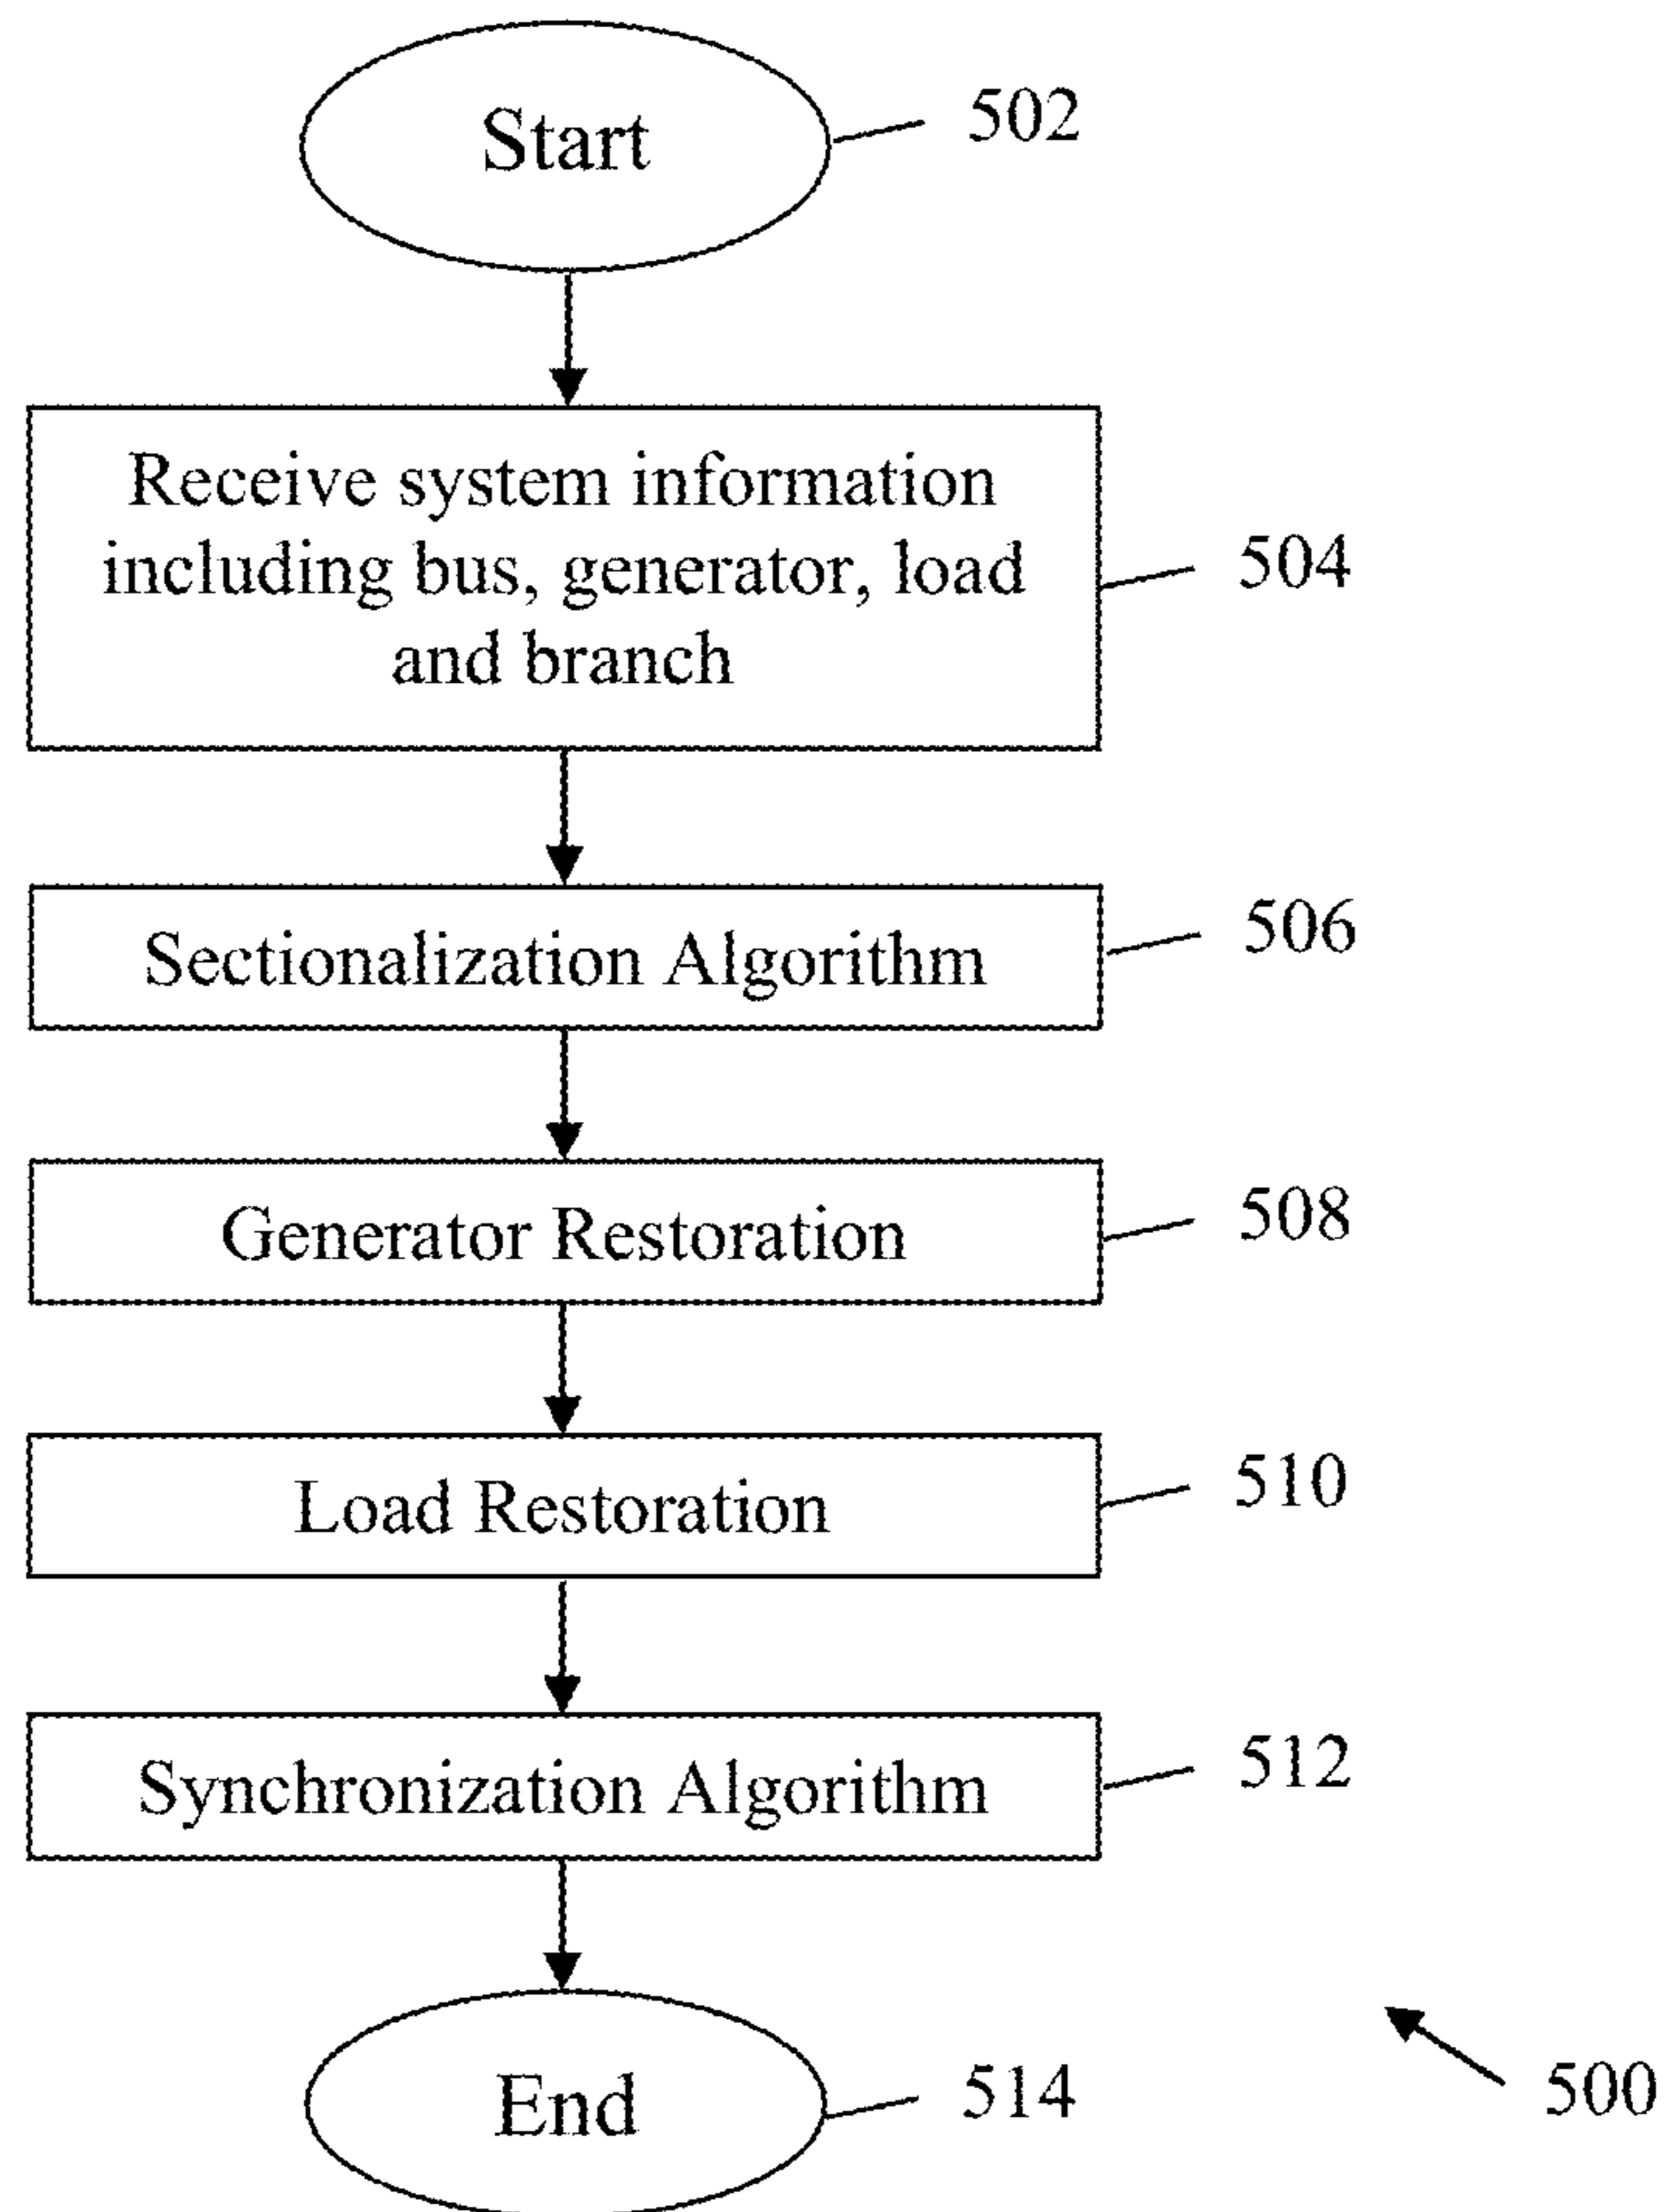 Start
502
Receive system information
including bus, generator, load
and branch
504
Sectionalization Algorithm
506
Generator Restoration
508
Load Restoration
510
Synchronization Algorithm
512
End
514
500